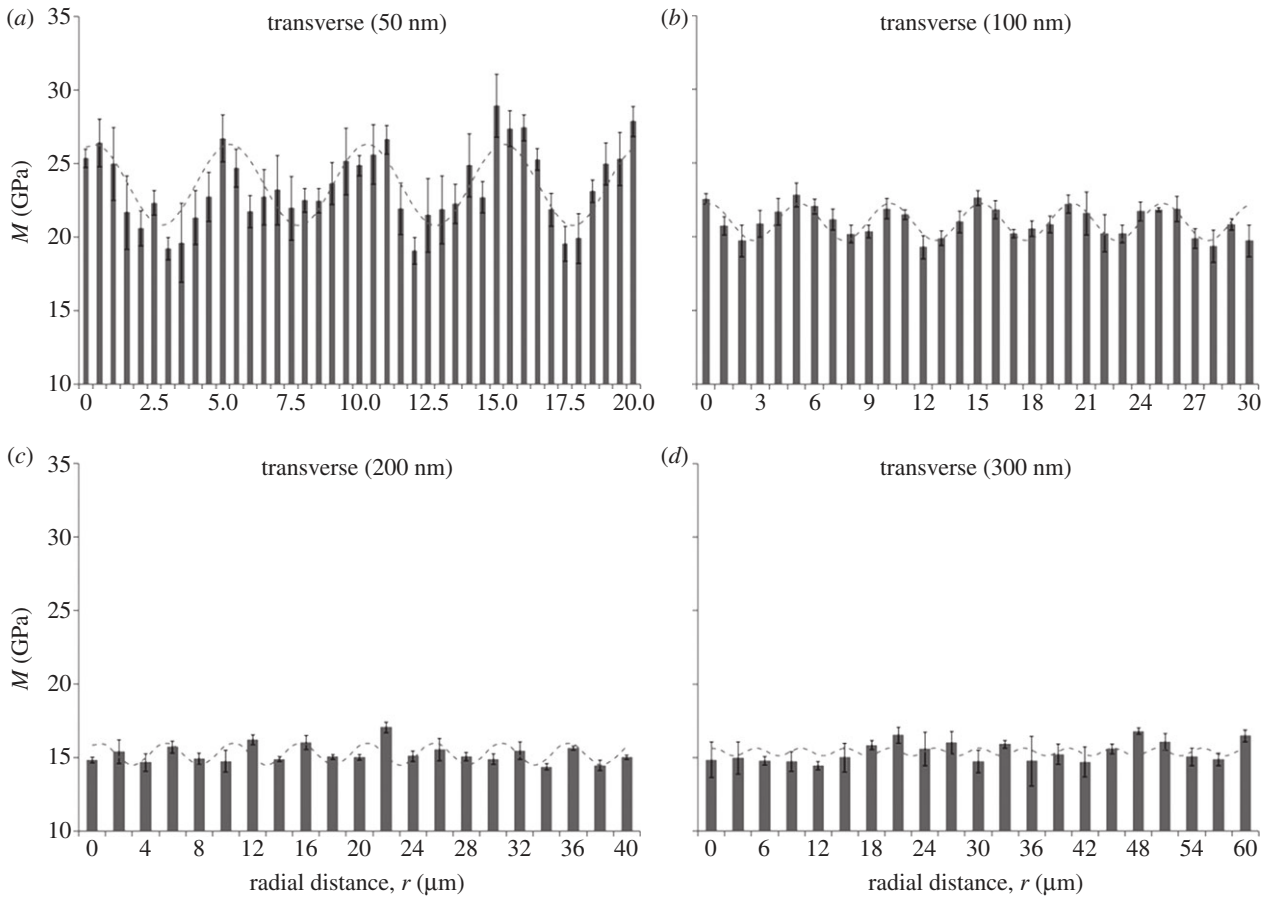 (a) transverse (50 nm)
35
30
25
20
15
10
M (GPa)
0 2.5 5.0 7.5 10.0 12.5 15.0 17.5 20.0
(b) transverse (100 nm)
0 3 6 9 12 15 18 21 24 27 30
(c) transverse (200 nm)
35
30
25
20
15
10
M (GPa)
0 4 8 12 16 20 24 28 32 36 40
radial distance, r (µm)
(d) transverse (300 nm)
0 6 12 18 24 30 36 42 48 54 60
radial distance, r (µm)